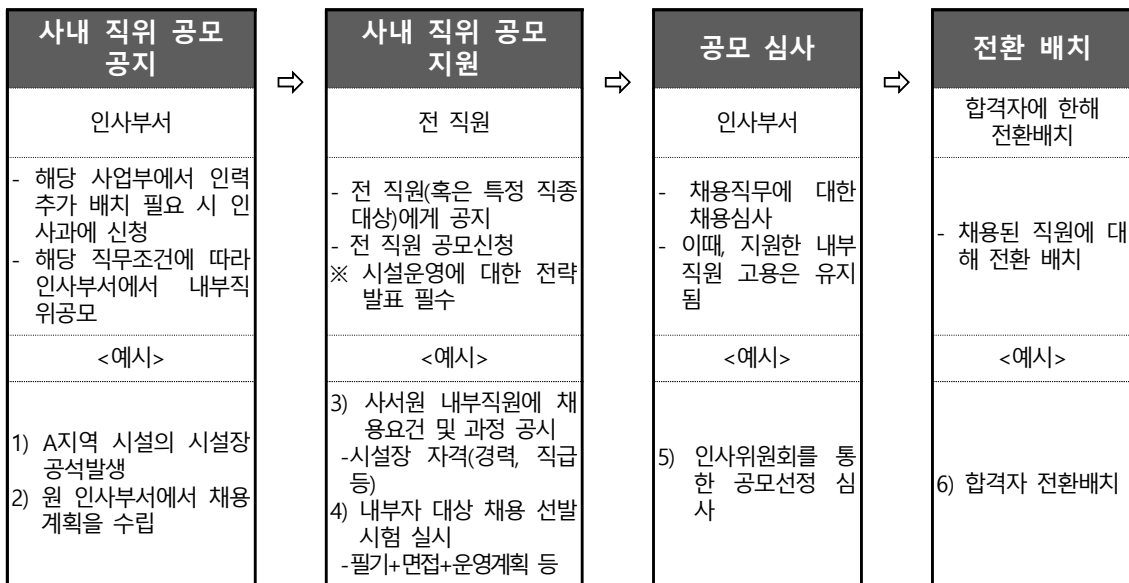 사내 직위 공모
공지
인사부서
- 해당 사업부에서 인력
추가 배치 필요 시 인
사과에 신청
- 해당 직무조건에 따라
인사부서에서 내부직
위공모
<예시>
1) A지역 시설의 시설장
공석발생
2) 원 인사부서에서 채용
계획을 수립
⇨
사내 직위 공모
지원
전 직원
- 전 직원(혹은 특정 직종
대상)에게 공지
- 전 직원 공모신청
※ 시설운영에 대한 전략
발표 필수
<예시>
3) 사서원 내부직원에 채
용요건 및 과정 공시
-시설장 자격(경력, 직급
등)
4) 내부자 대상 채용 선발
시험 실시
-필기+면접+운영계획 등
⇨
공모 심사
인사부서
- 채용직무에 대한
채용심사
- 이때, 지원한 내부
직원 고용은 유지
됨
<예시>
5) 인사위원회를 통
한 공모선정 심
사
⇨
전환 배치
합격자에 한해
전환배치
- 채용된 직원에 대
해 전환 배치
<예시>
6) 합격자 전환배치